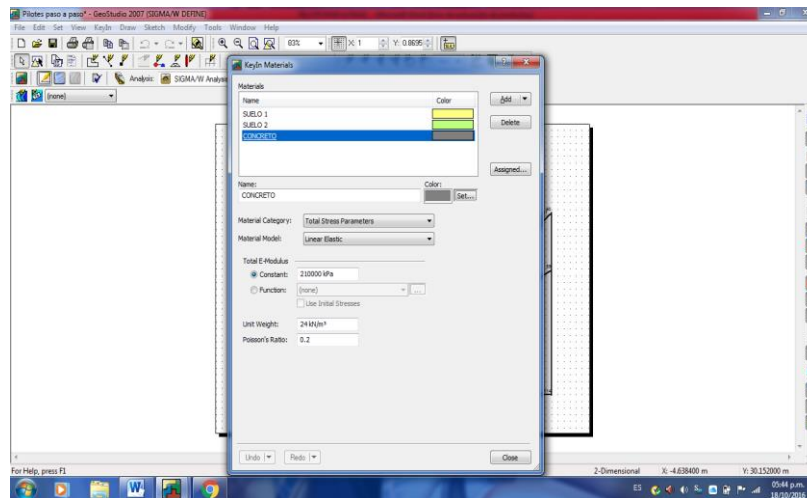 Pilotes paso a paso* - GeoStudio 2007 (SIGMA/W DEFINE)
File Edit Set View KeyIn Draw Sketch Modify Tools Window Help
83% X: 1 Y: 0.8695
Analysis: SIGMA/W Analysis
(none)
KeyIn Materials
Materials
Name Color
SUELO 1
SUELO 2
CONCRETO
Add
Delete
Assigned...
Name: Color:
CONCRETO Set...
Material Category: Total Stress Parameters
Material Model: Linear Elastic
Total E-Modulus
Constant: 210000 kPa
Function: (none) ...
Use Initial Stresses
Unit Weight: 24 kN/m³
Poisson's Ratio: 0.2
Undo Redo Close
For Help, press F1 2-Dimensional X: -4.638400 m Y: 30.152000 m
ES 05:44 p.m.
18/10/2016